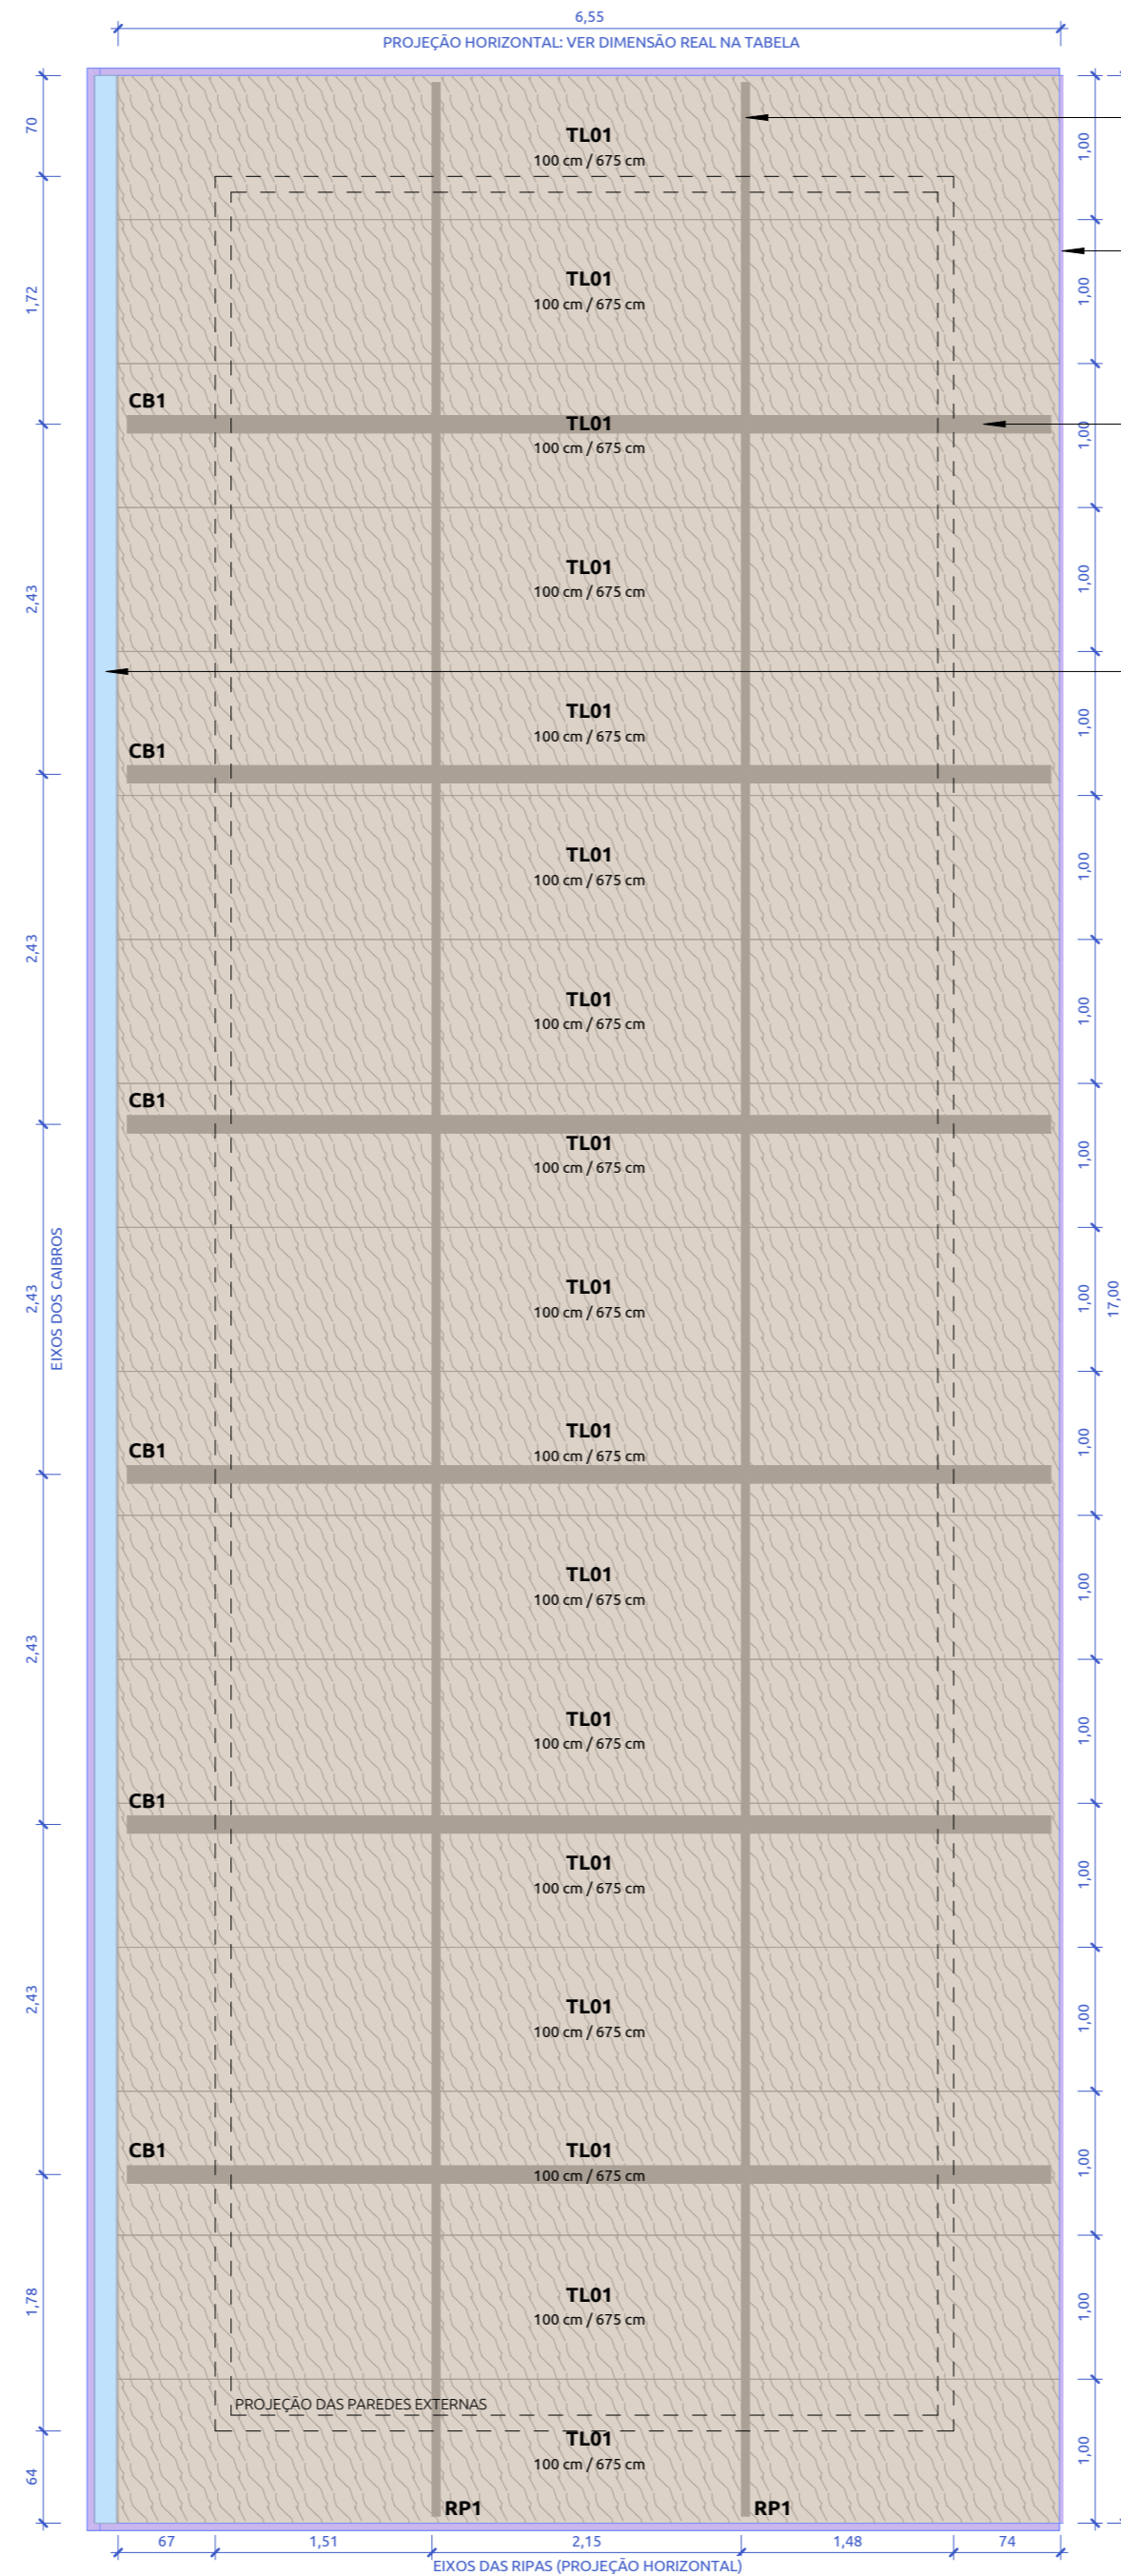 6,55
PROJEÇÃO HORIZONTAL: VER DIMENSÃO REAL NA TABELA
70
TL01
100 cm / 675 cm
1,00
1,72
TL01
100 cm / 675 cm
1,00
CB1
TL01
100 cm / 675 cm
1,00
2,43
TL01
100 cm / 675 cm
1,00
CB1
TL01
100 cm / 675 cm
1,00
TL01
100 cm / 675 cm
1,00
2,43
TL01
100 cm / 675 cm
1,00
CB1
TL01
100 cm / 675 cm
1,00
2,43
EIXOS DOS CAIBROS
TL01
100 cm / 675 cm
1,00
17,00
CB1
TL01
100 cm / 675 cm
1,00
2,43
TL01
100 cm / 675 cm
1,00
TL01
100 cm / 675 cm
1,00
CB1
TL01
100 cm / 675 cm
1,00
2,43
TL01
100 cm / 675 cm
1,00
CB1
TL01
100 cm / 675 cm
1,00
1,78
TL01
100 cm / 675 cm
1,00
PROJEÇÃO DAS PAREDES EXTERNAS
TL01
100 cm / 675 cm
1,00
64
RP1
RP1
67
1,51
2,15
1,48
74
EIXOS DAS RIPAS (PROJEÇÃO HORIZONTAL)